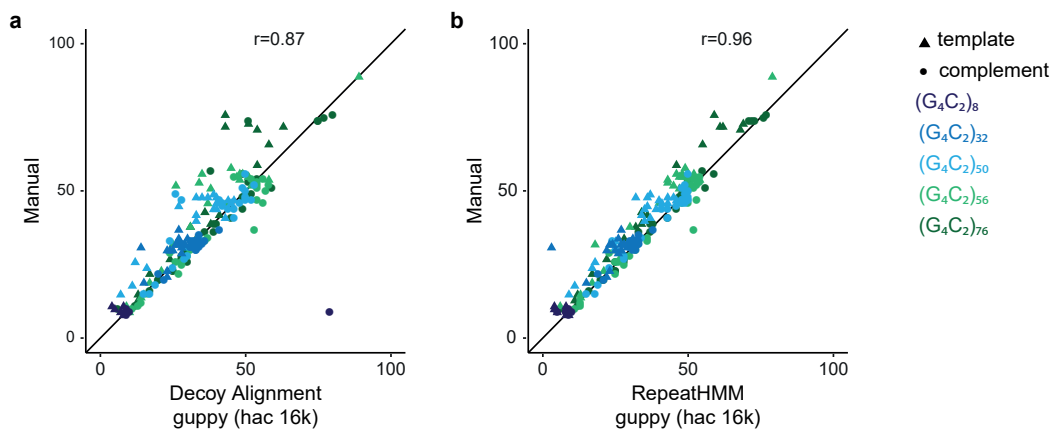 a
r=0.87
100
50
0
Manual
0
50
100
Decoy Alignment
guppy (hac 16k)
b
r=0.96
100
50
0
Manual
0
50
100
RepeatHMM
guppy (hac 16k)
template
complement
(G₄C₂)₈
(G₄C₂)₃₂
(G₄C₂)₅₀
(G₄C₂)₅₆
(G₄C₂)₇₆